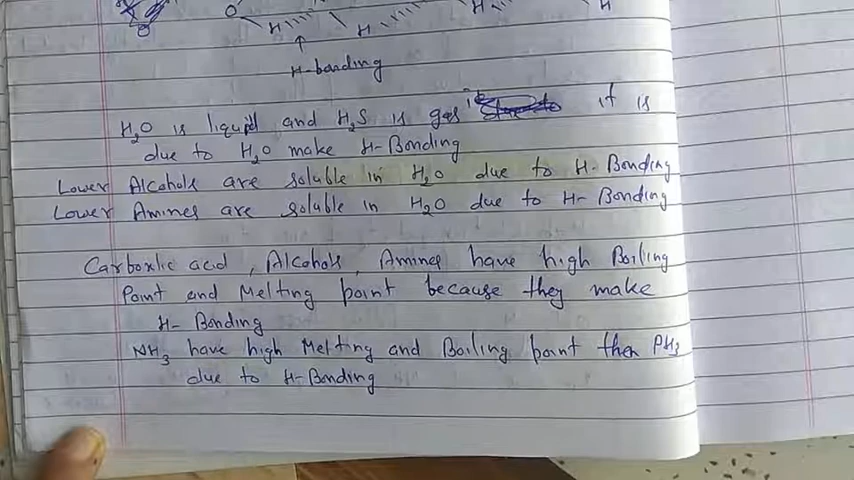 O H H H H
H-bonding
H₂O is liquid and H₂S is gas it is
due to H₂O make H-Bonding
Lower Alcohols are soluble in H₂O due to H-Bonding
Lower Amines are soluble in H₂O due to H-Bonding
Carboxlic acid, Alcohols, Amines have high Boiling
Point and Melting point because they make
H-Bonding
NH₃ have high Melting and Boiling point then PH₃
due to H-Bonding